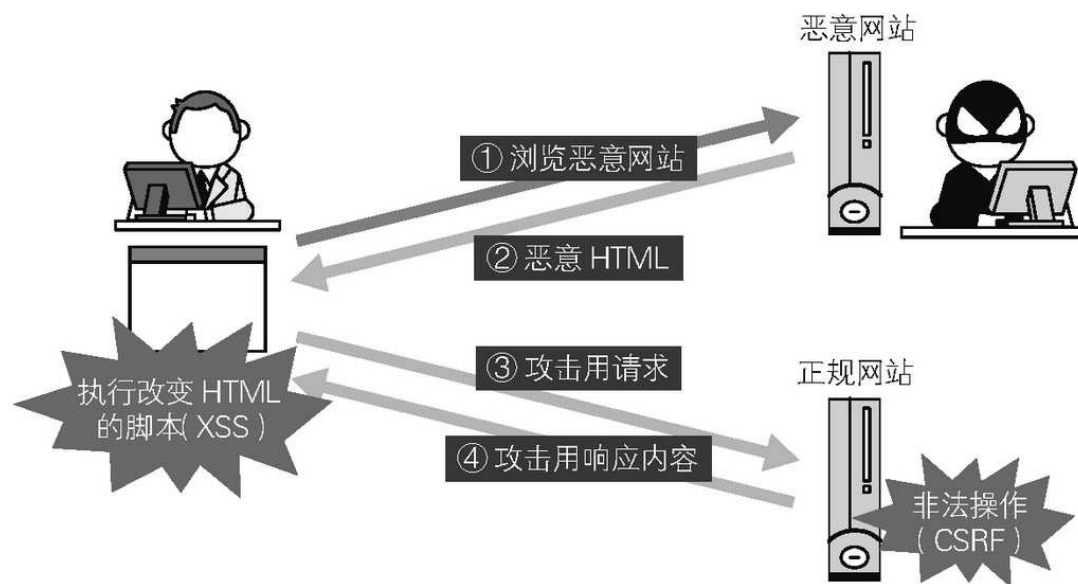 恶意网站
① 浏览恶意网站
② 恶意 HTML
③ 攻击用请求
正规网站
执行改变 HTML
的脚本( XSS )
④ 攻击用响应内容
非法操作
( CSRF )